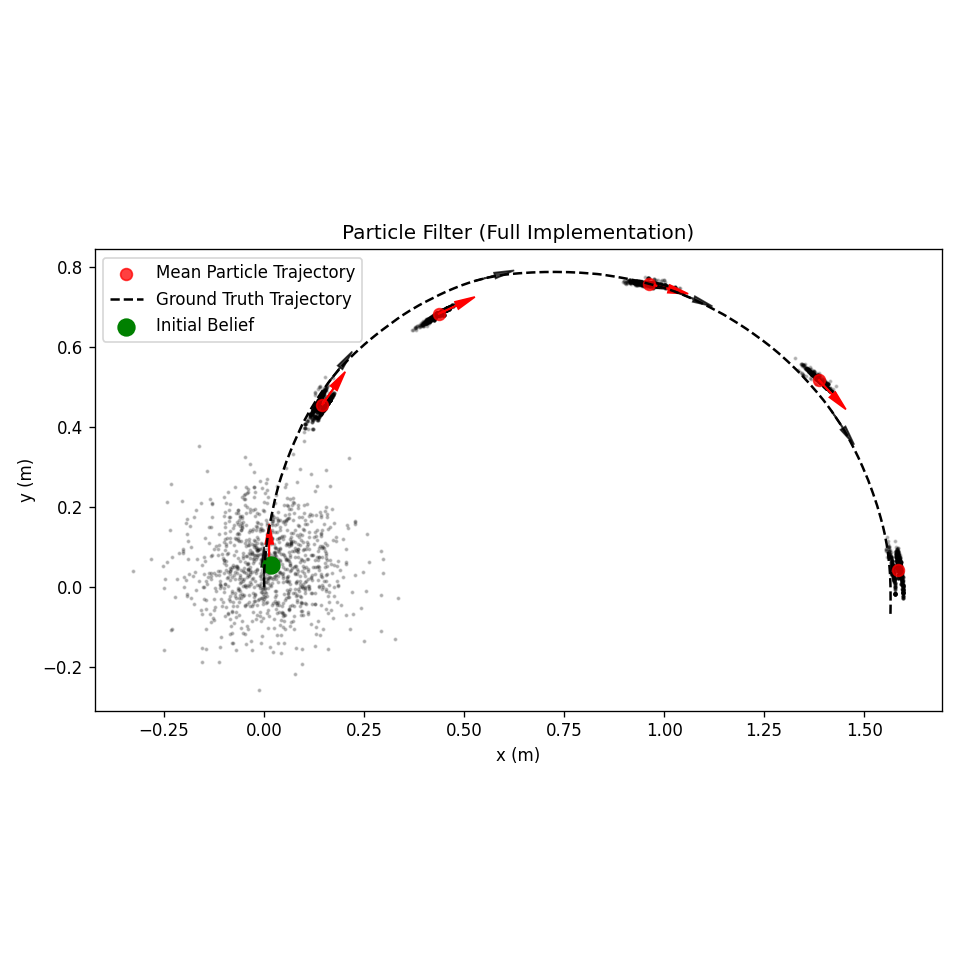 Particle Filter (Full Implementation)
Mean Particle Trajectory
Ground Truth Trajectory
Initial Belief
0.8
0.6
0.4
0.2
0.0
−0.2
y (m)
−0.25 0.00 0.25 0.50 0.75 1.00 1.25 1.50
x (m)